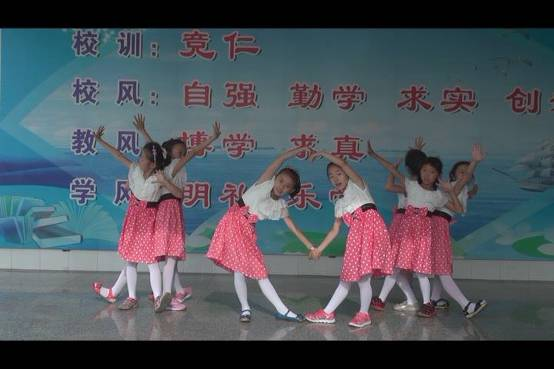 校训：竞仁
校风：自强 勤学 求实 创
教风 博学 求真
学风 明礼 乐